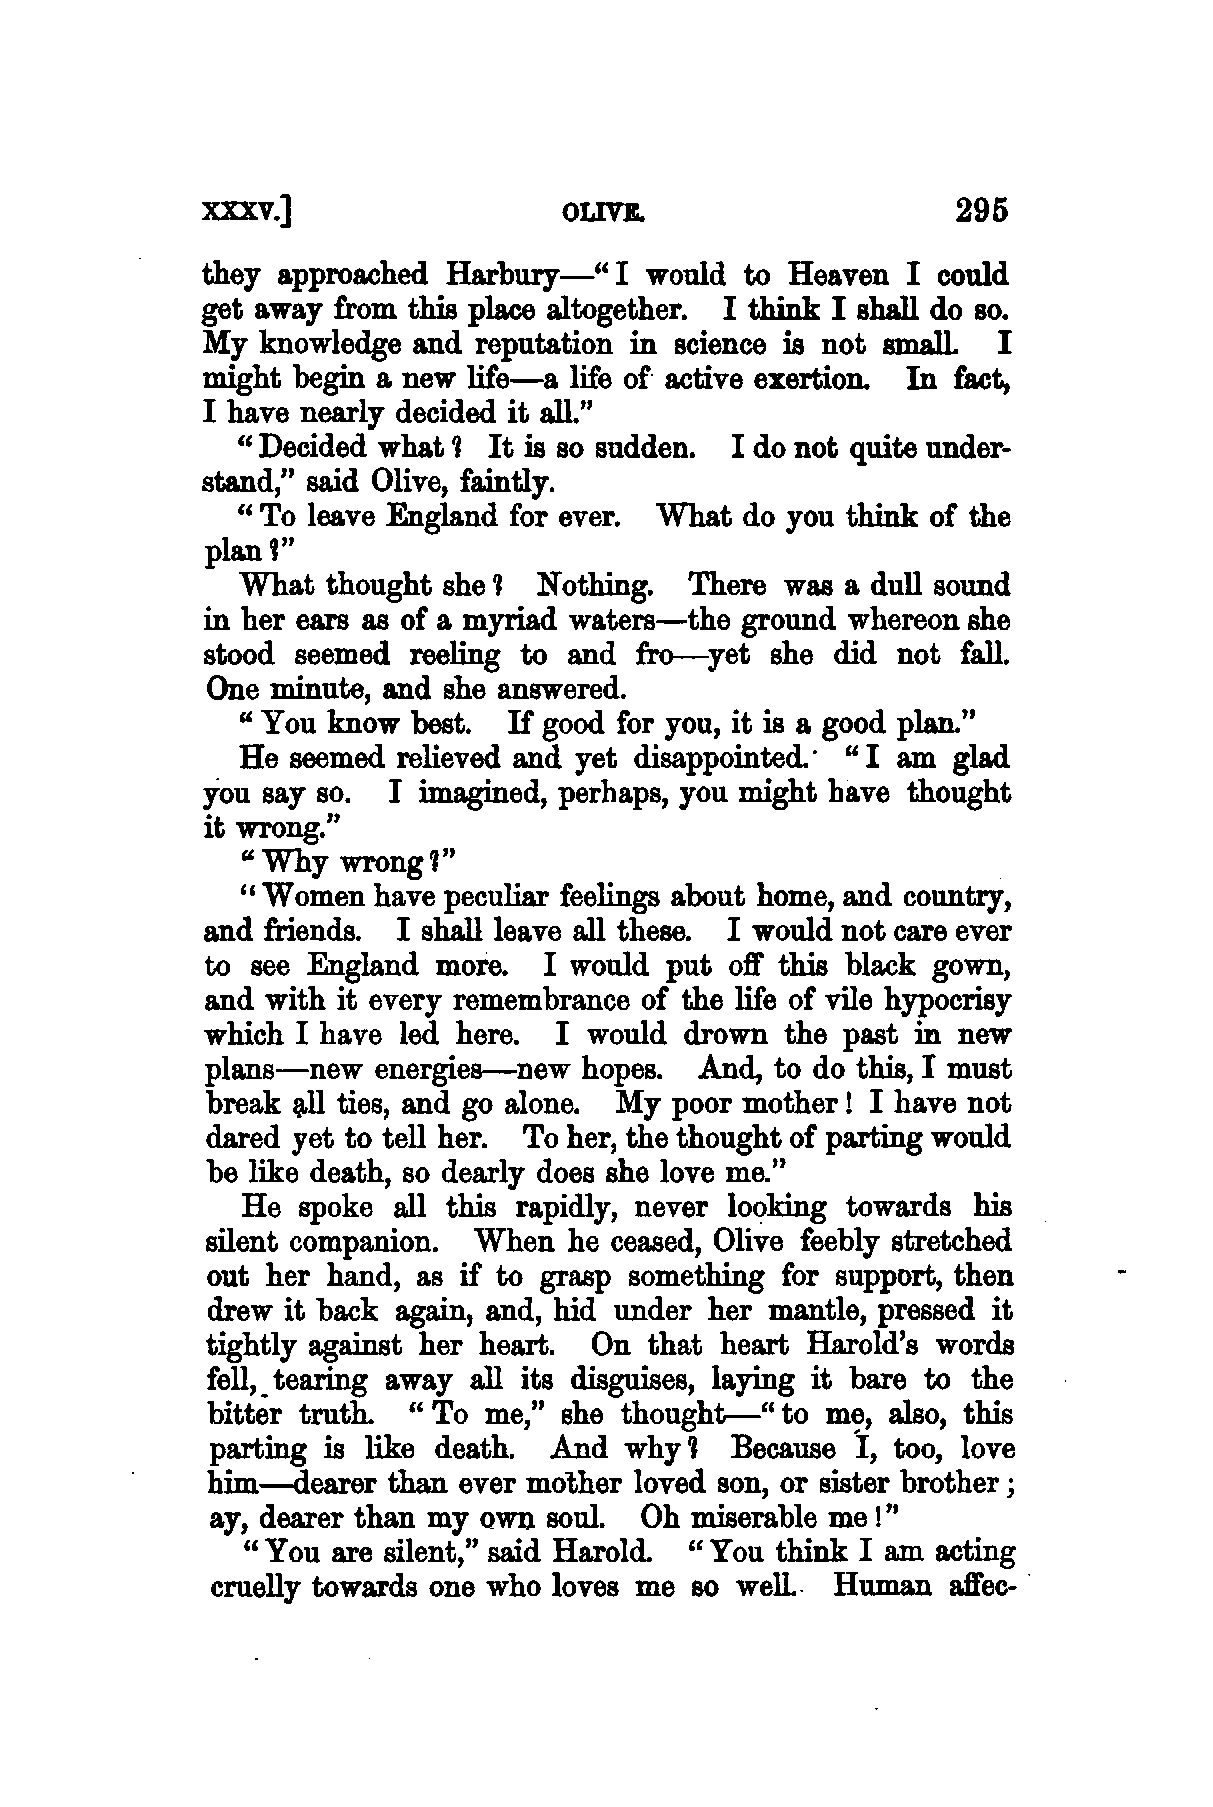 XXXV.] OLIVE. 295
they approached Harbury—"I would to Heaven I could
get away from this place altogether. I think I shall do so.
My knowledge and reputation in science is not small. I
might begin a new life—a life of active exertion. In fact,
I have nearly decided it all."
"Decided what? It is so sudden. I do not quite under-
stand," said Olive, faintly.
"To leave England for ever. What do you think of the
plan?"
What thought she? Nothing. There was a dull sound
in her ears as of a myriad waters—the ground whereon she
stood seemed reeling to and fro—yet she did not fall.
One minute, and she answered.
"You know best. If good for you, it is a good plan."
He seemed relieved and yet disappointed. "I am glad
you say so. I imagined, perhaps, you might have thought
it wrong."
"Why wrong?"
"Women have peculiar feelings about home, and country,
and friends. I shall leave all these. I would not care ever
to see England more. I would put off this black gown,
and with it every remembrance of the life of vile hypocrisy
which I have led here. I would drown the past in new
plans—new energies—new hopes. And, to do this, I must
break all ties, and go alone. My poor mother! I have not
dared yet to tell her. To her, the thought of parting would
be like death, so dearly does she love me."
He spoke all this rapidly, never looking towards his
silent companion. When he ceased, Olive feebly stretched
out her hand, as if to grasp something for support, then
drew it back again, and, hid under her mantle, pressed it
tightly against her heart. On that heart Harold's words
fell, tearing away all its disguises, laying it bare to the
bitter truth. "To me," she thought—"to me, also, this
parting is like death. And why? Because I, too, love
him—dearer than ever mother loved son, or sister brother;
ay, dearer than my own soul. Oh miserable me!"
"You are silent," said Harold. "You think I am acting
cruelly towards one who loves me so well. Human affec-